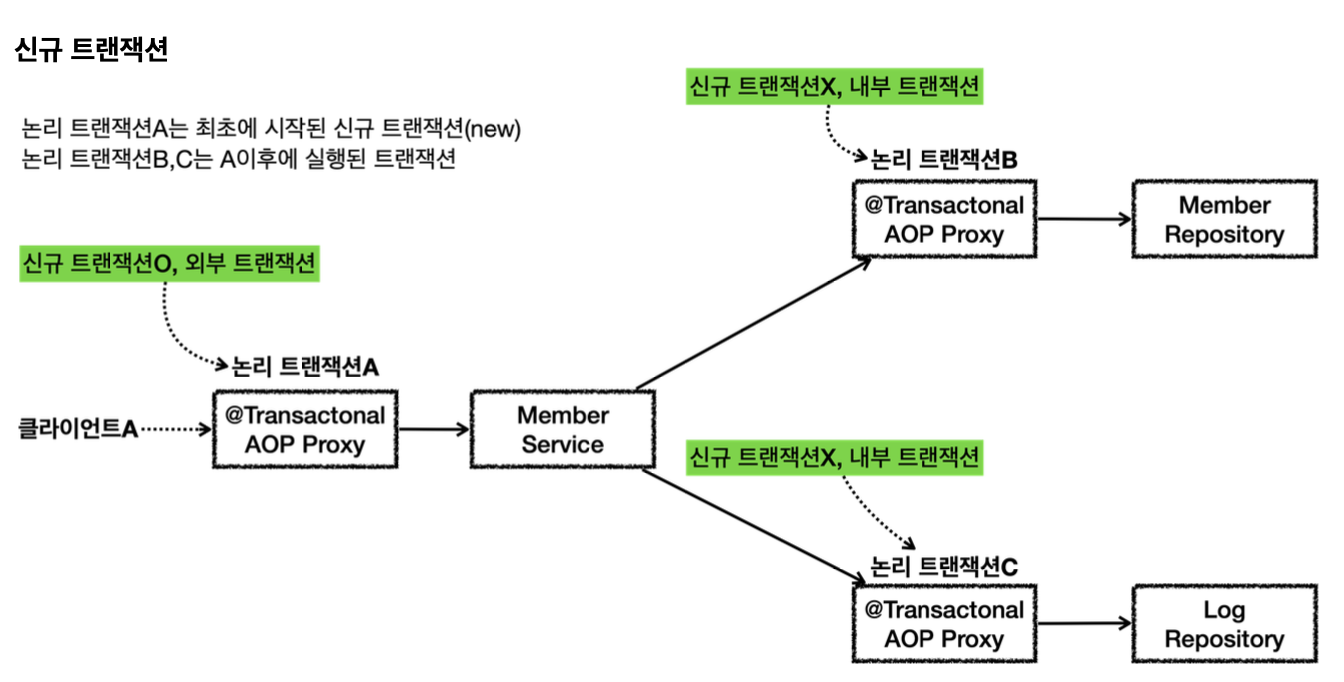 신규 트랜잭션
논리 트랜잭션A는 최초에 시작된 신규 트랜잭션(new)
논리 트랜잭션B,C는 A이후에 실행된 트랜잭션
신규 트랜잭션X, 내부 트랜잭션
논리 트랜잭션B
@Transactonal
AOP Proxy
Member
Repository
신규 트랜잭션O, 외부 트랜잭션
논리 트랜잭션A
클라이언트A
@Transactonal
AOP Proxy
Member
Service
신규 트랜잭션X, 내부 트랜잭션
논리 트랜잭션C
@Transactonal
AOP Proxy
Log
Repository